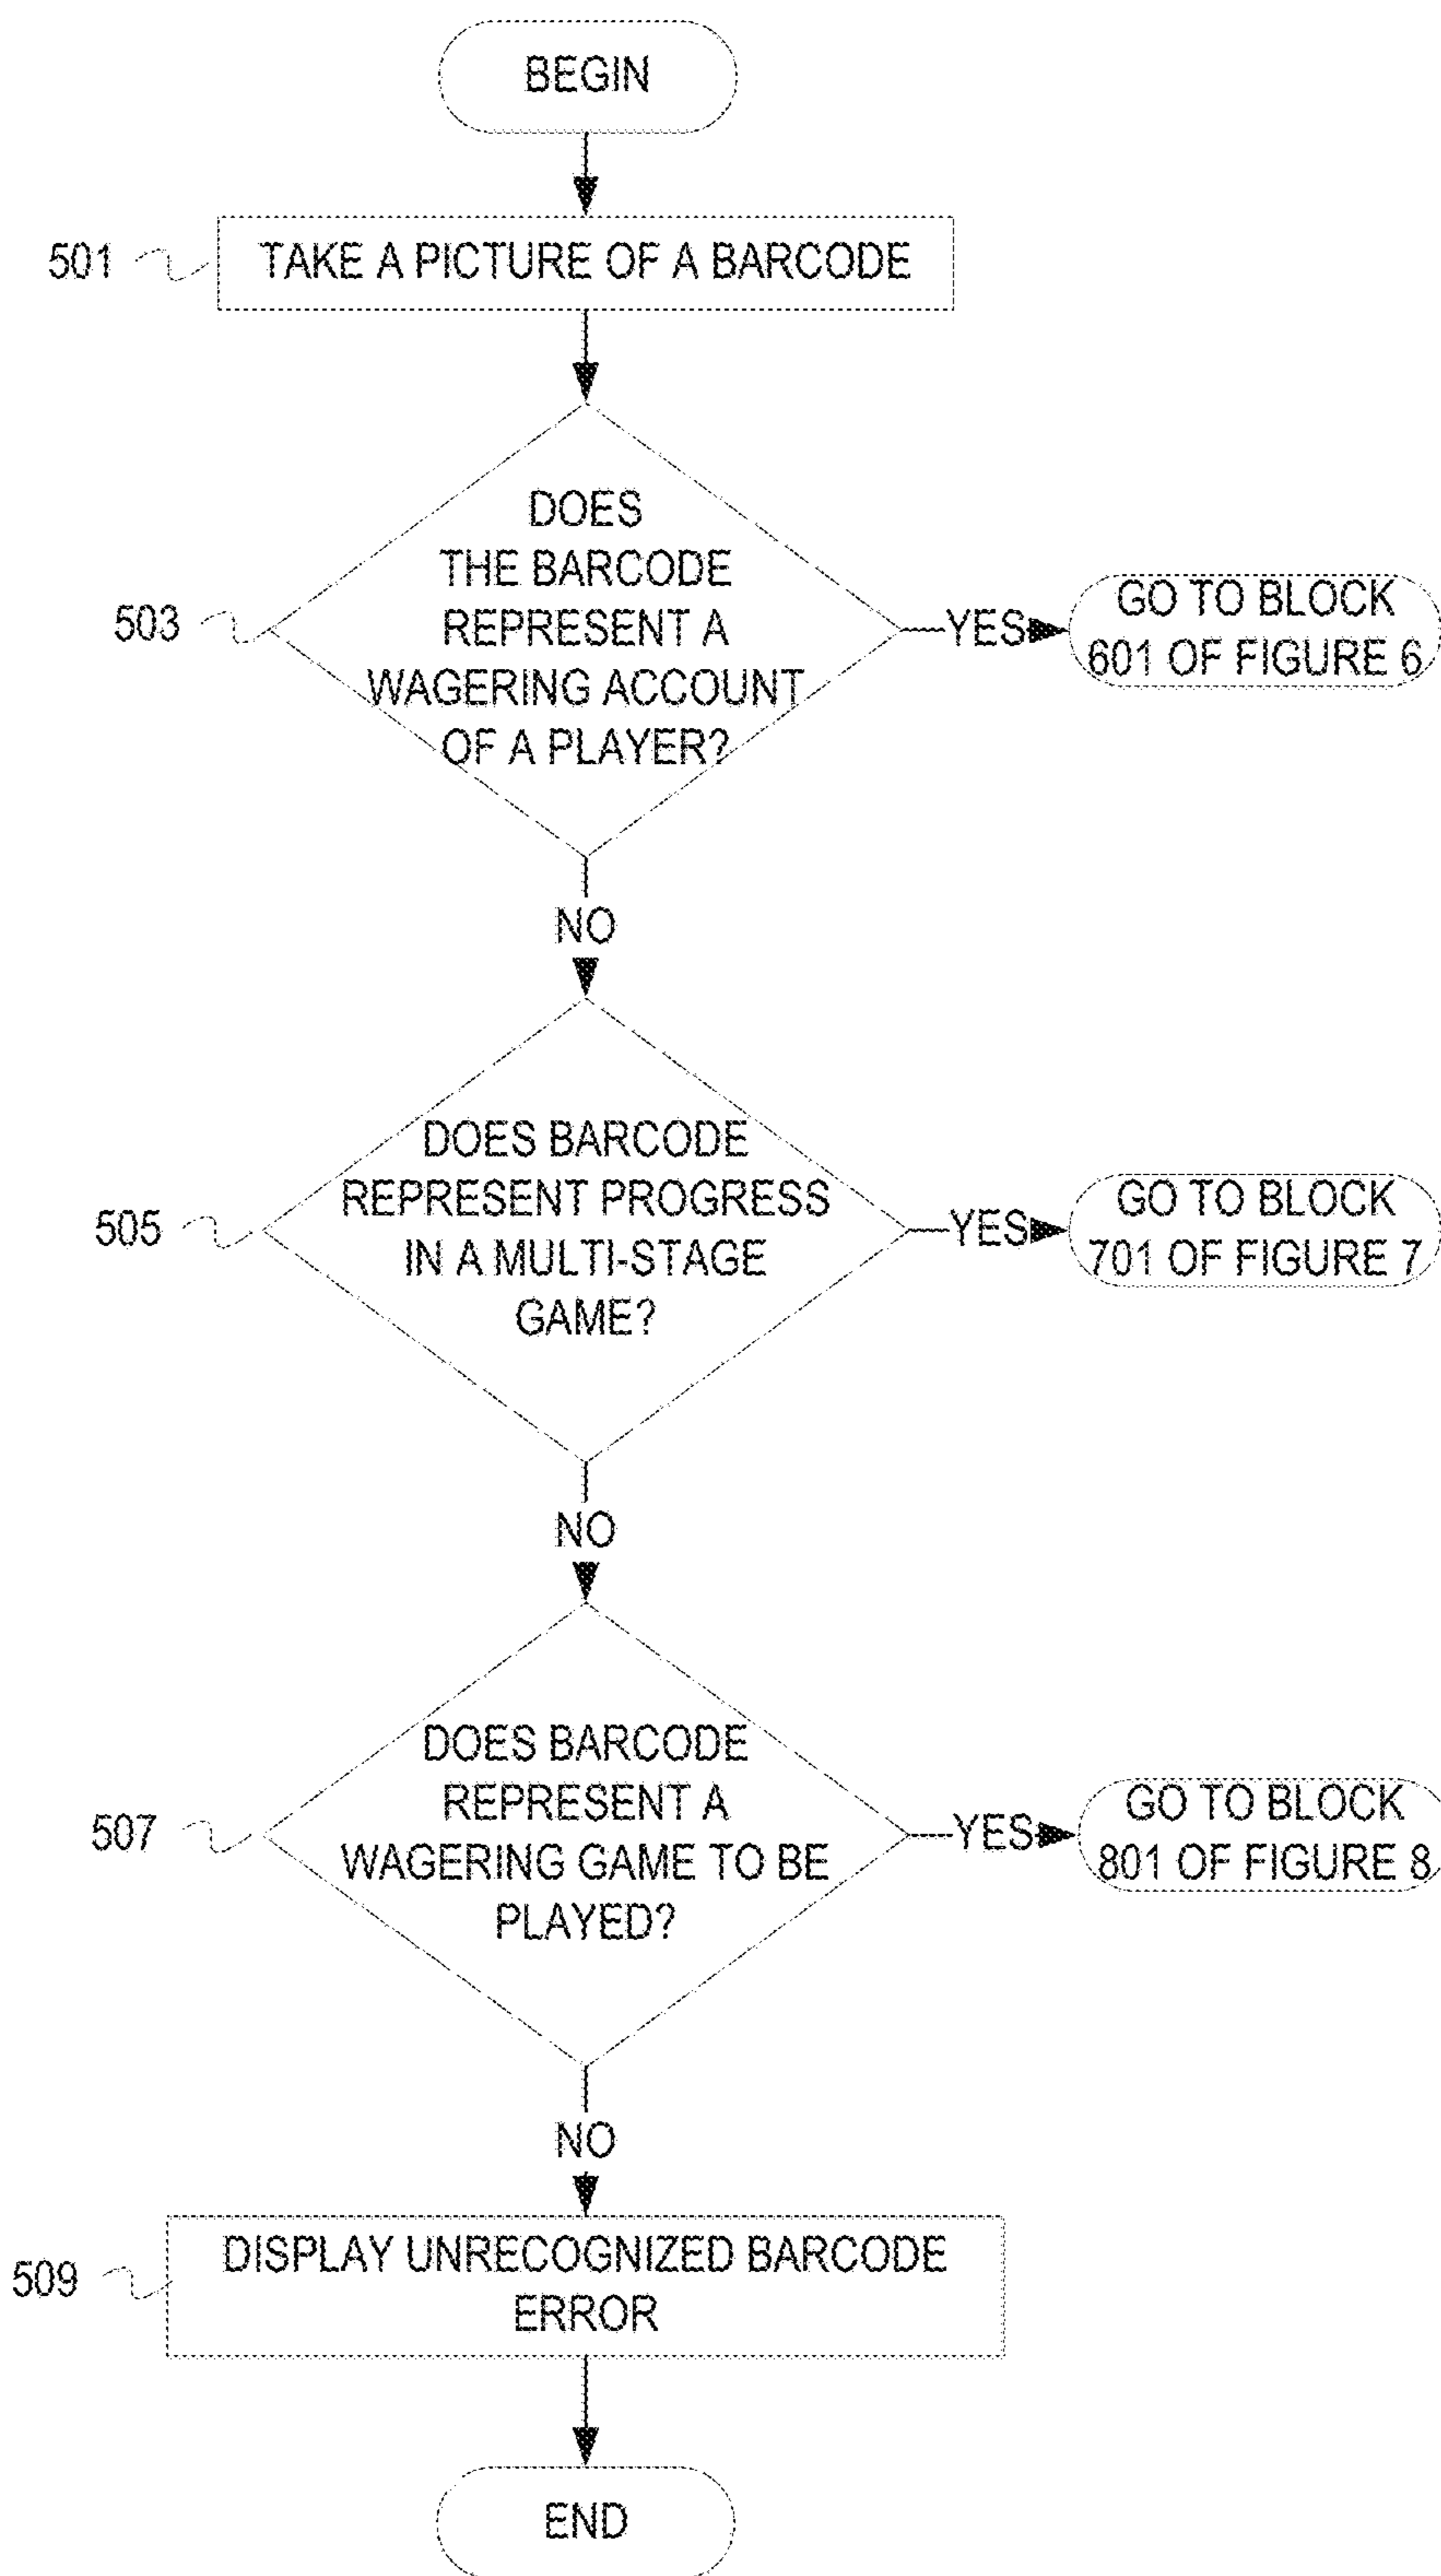 BEGIN
501
TAKE A PICTURE OF A BARCODE
DOES
THE BARCODE
REPRESENT A
WAGERING ACCOUNT
OF A PLAYER?
503
YES
GO TO BLOCK
601 OF FIGURE 6
NO
DOES BARCODE
REPRESENT PROGRESS
IN A MULTI-STAGE
GAME?
505
YES
GO TO BLOCK
701 OF FIGURE 7
NO
DOES BARCODE
REPRESENT A
WAGERING GAME TO BE
PLAYED?
507
YES
GO TO BLOCK
801 OF FIGURE 8
NO
509
DISPLAY UNRECOGNIZED BARCODE
ERROR
END